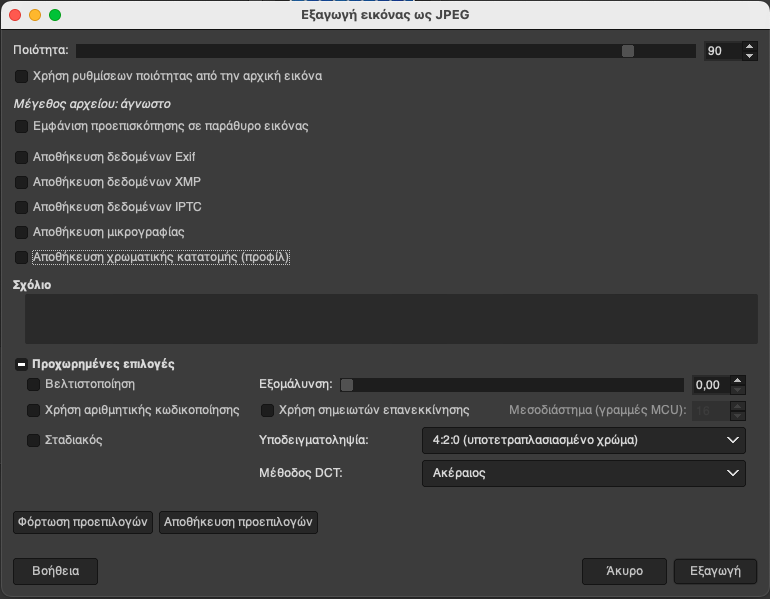 Εξαγωγή εικόνας ως JPEG
Ποιότητα: 90
Χρήση ρυθμίσεων ποιότητας από την αρχική εικόνα
Μέγεθος αρχείου: άγνωστο
Εμφάνιση προεπισκόπησης σε παράθυρο εικόνας
Αποθήκευση δεδομένων Exif
Αποθήκευση δεδομένων XMP
Αποθήκευση δεδομένων IPTC
Αποθήκευση μικρογραφίας
Αποθήκευση χρωματικής κατατομής (προφίλ)
Σχόλιο
Προχωρημένες επιλογές
Βελτιστοποίηση Εξομάλυνση: 0,00
Χρήση αριθμητικής κωδικοποίησης Χρήση σημειωτών επανεκκίνησης Μεσοδιάστημα (γραμμές MCU): 16
Σταδιακός Υποδειγματοληψία: 4:2:0 (υποτετραπλασιασμένο χρώμα)
Μέθοδος DCT: Ακέραιος
Φόρτωση προεπιλογών Αποθήκευση προεπιλογών
Βοήθεια Άκυρο Εξαγωγή